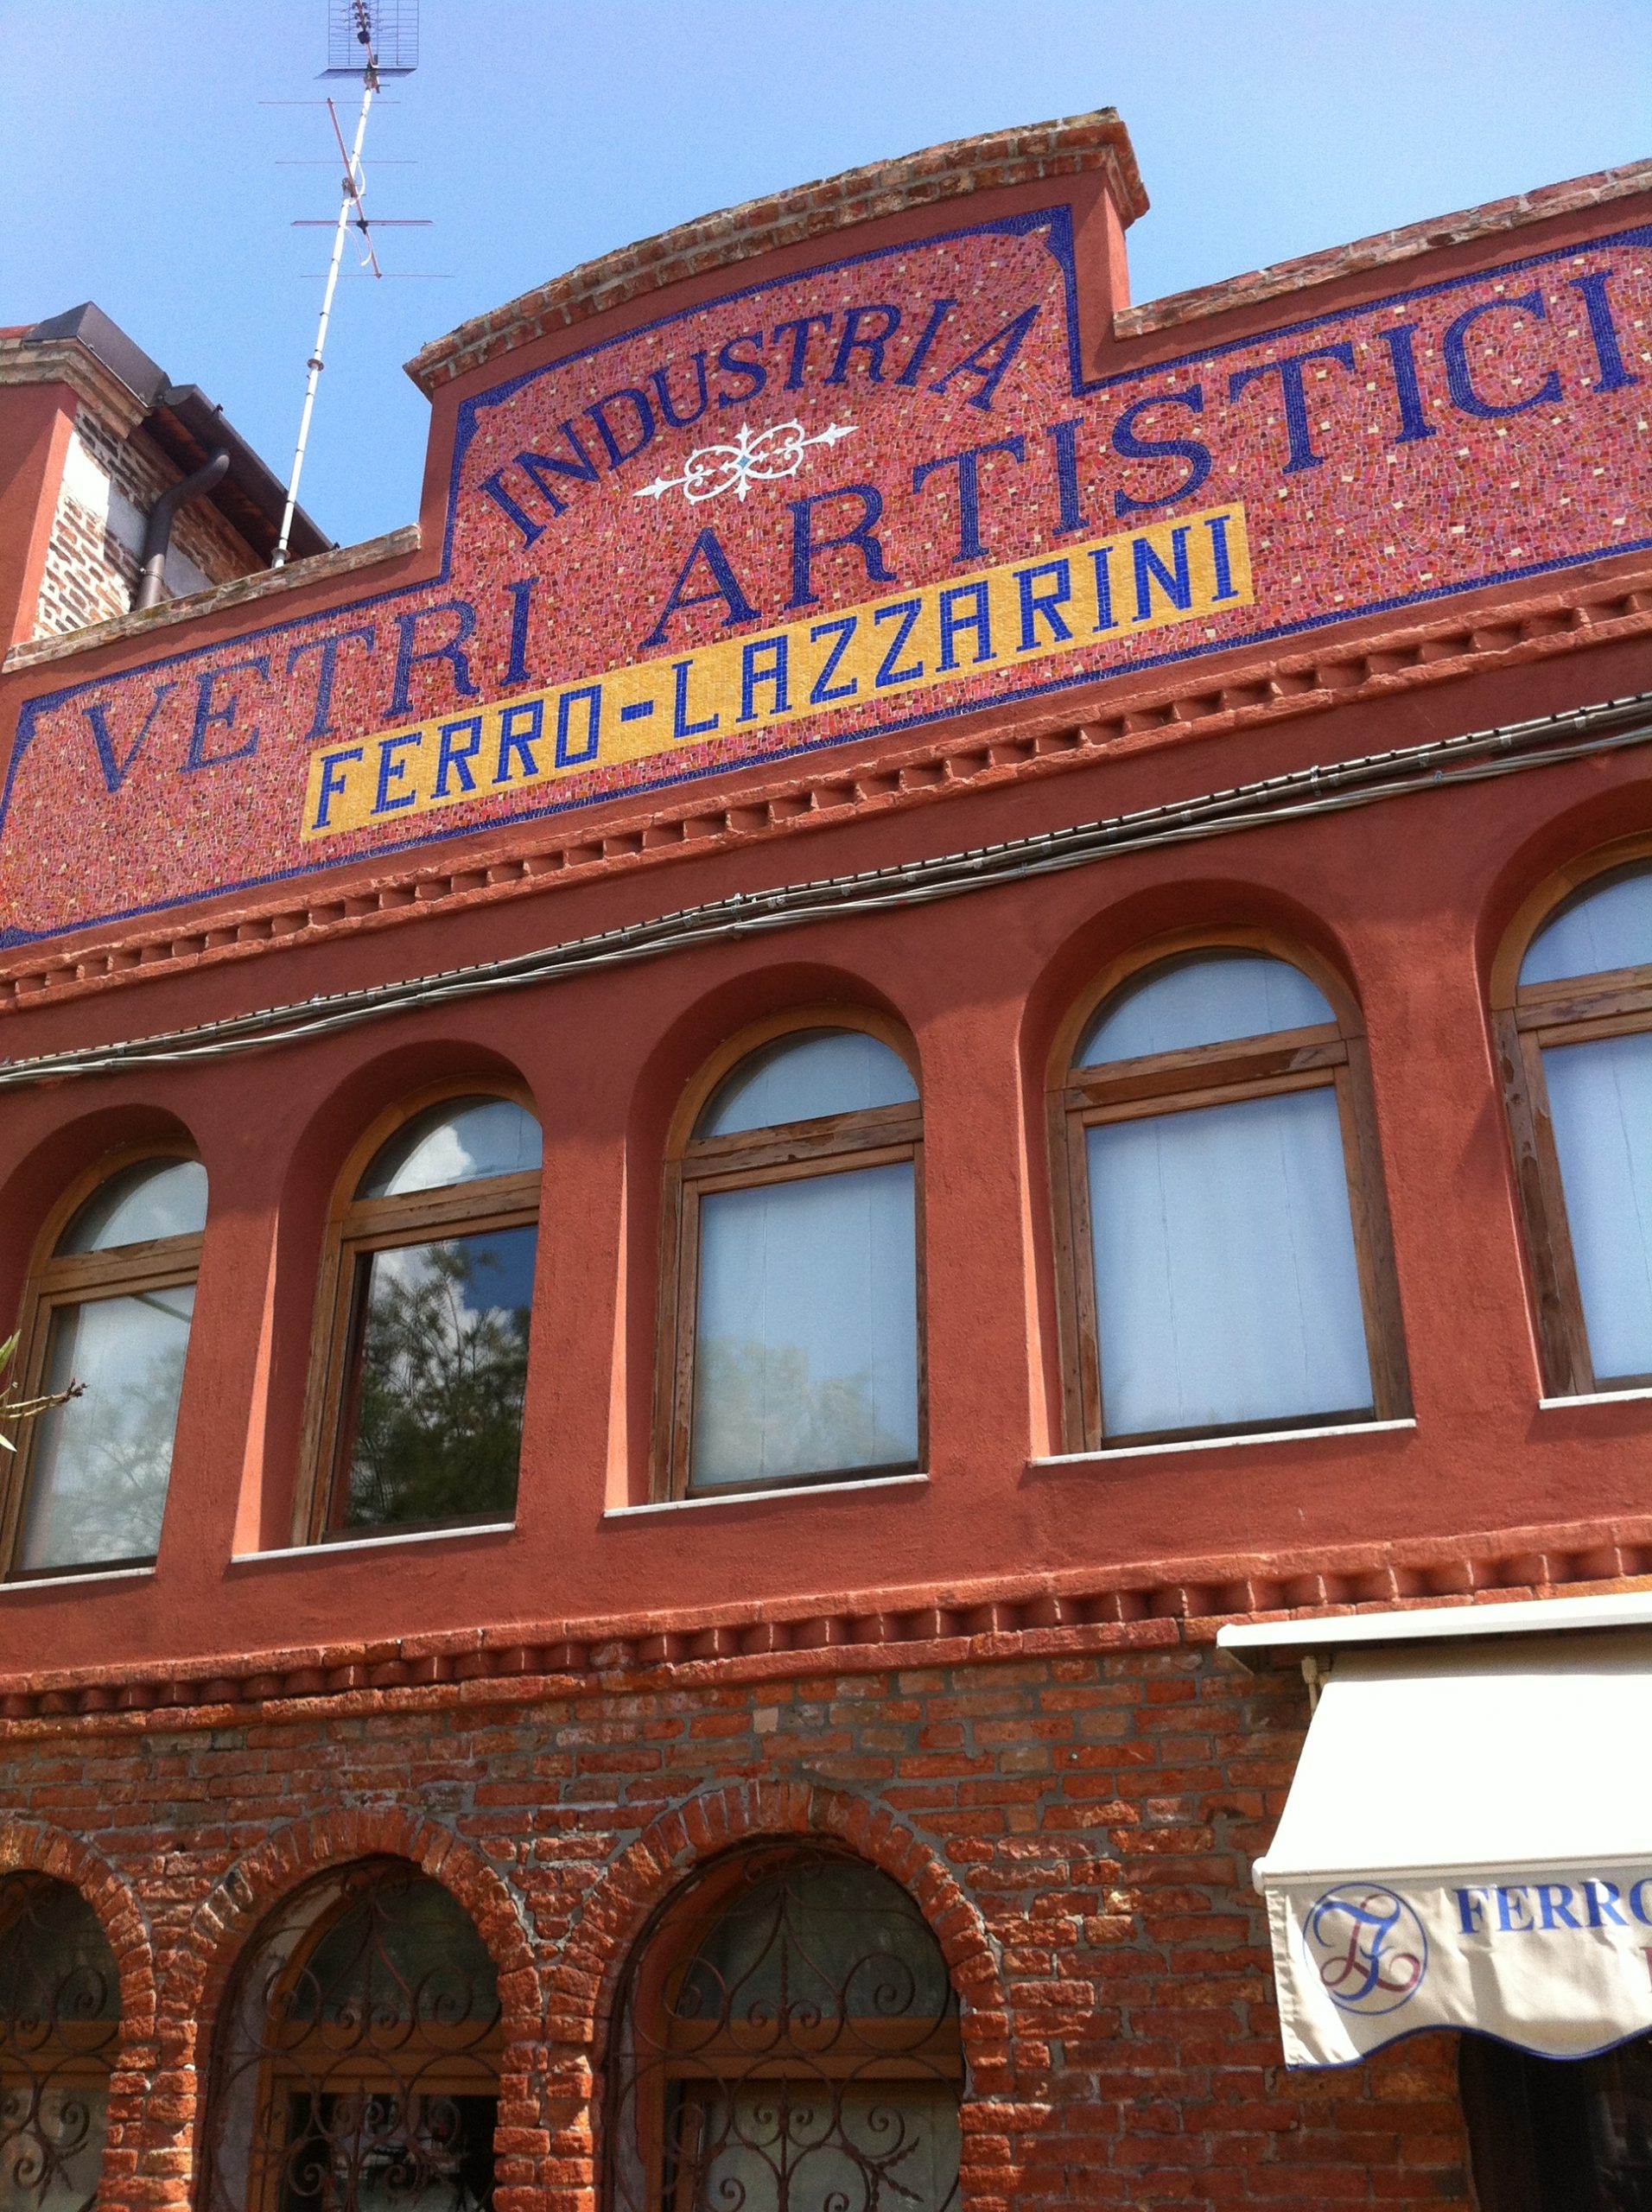 INDUSTRIA
VETRI ARTISTICI
FERRO-LAZZARINI
FERRO